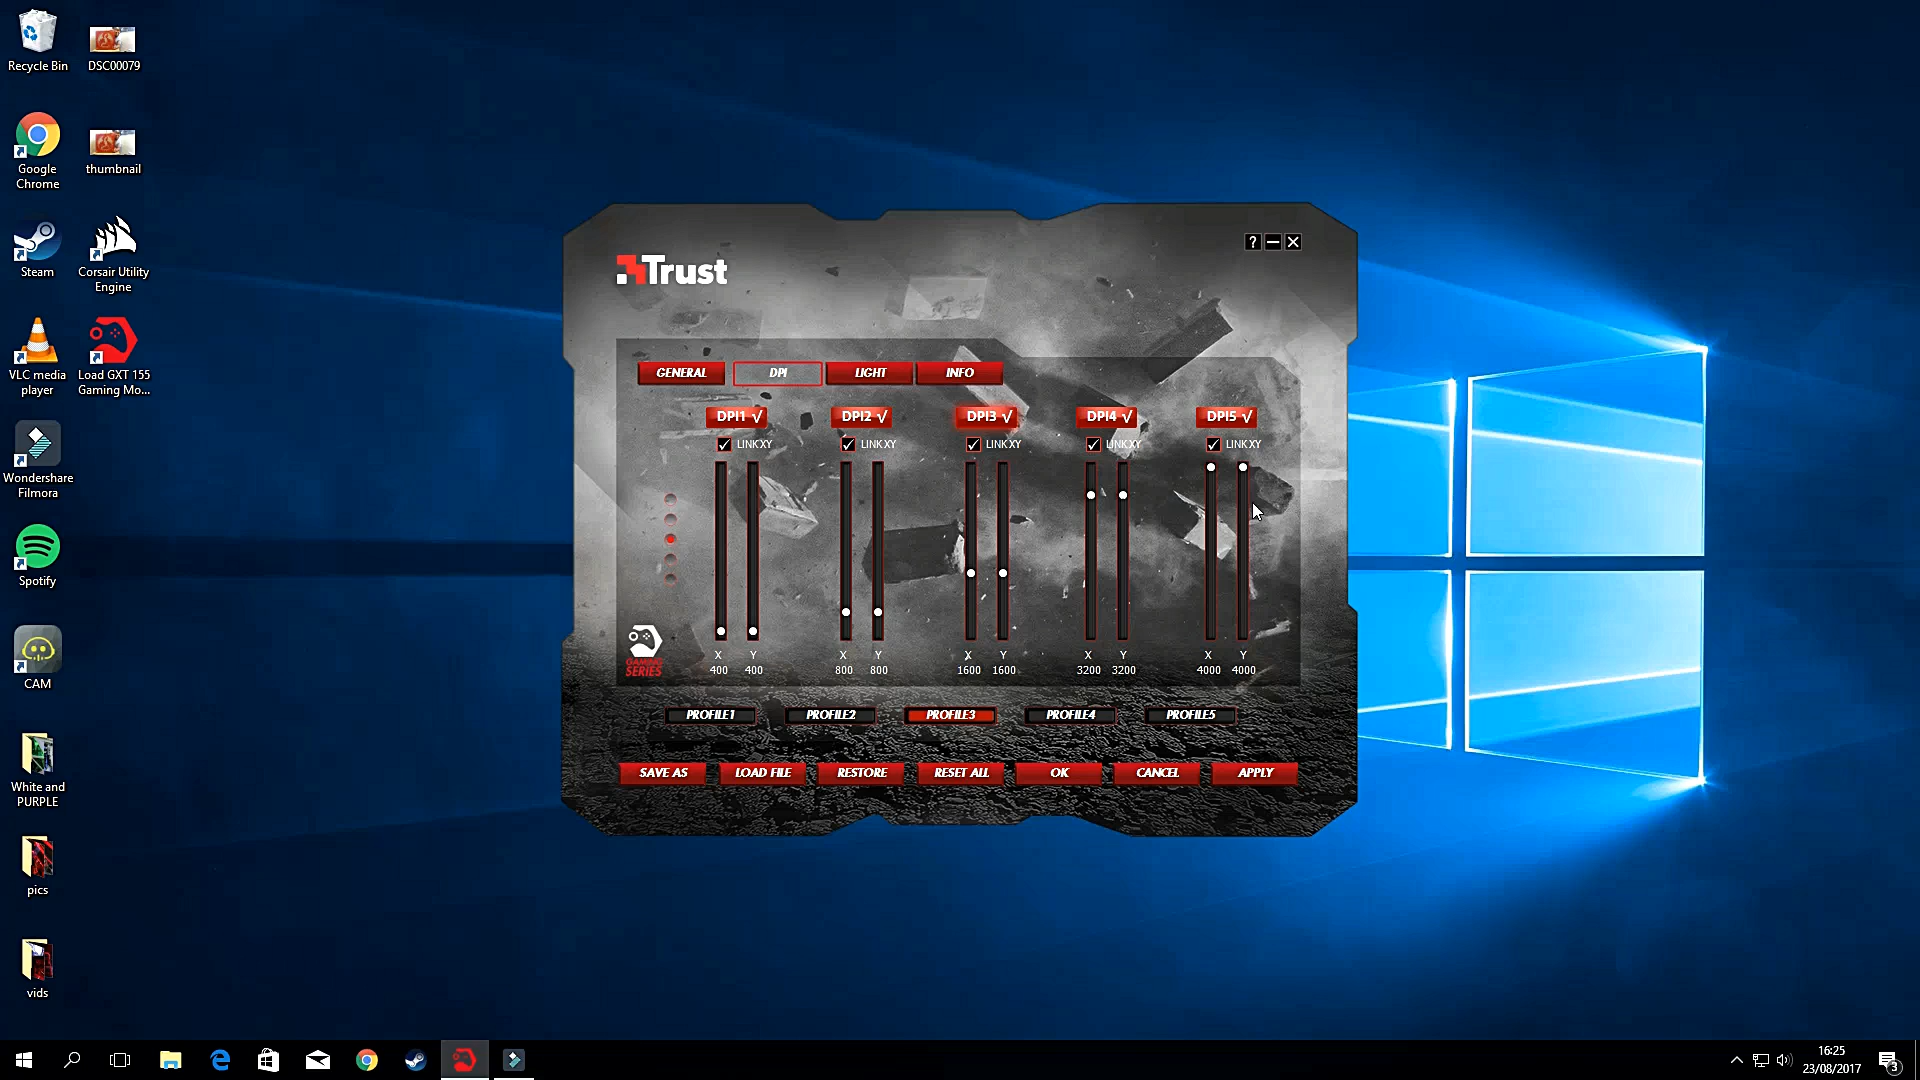 Recycle Bin
DSC00079
Google
Chrome
thumbnail
Steam
Corsair Utility
Engine
VLC media
player
Load GXT 155
Gaming Mo...
Wondershare
Filmora
Spotify
CAM
White and
PURPLE
pics
vids
? 
Trust
GENERAL DPI LIGHT INFO
DPI1 √ DPI2 √ DPI3 √ DPI4 √ DPI5 √
LINKXY LINKXY LINKXY LINKXY LINKXY
X Y X Y X Y X Y X Y
400 400 800 800 1600 1600 3200 3200 4000 4000
GAMING
SERIES
PROFILE1 PROFILE2 PROFILE3 PROFILE4 PROFILE5
SAVE AS LOAD FILE RESTORE RESET ALL OK CANCEL APPLY
16:25
23/08/2017
3